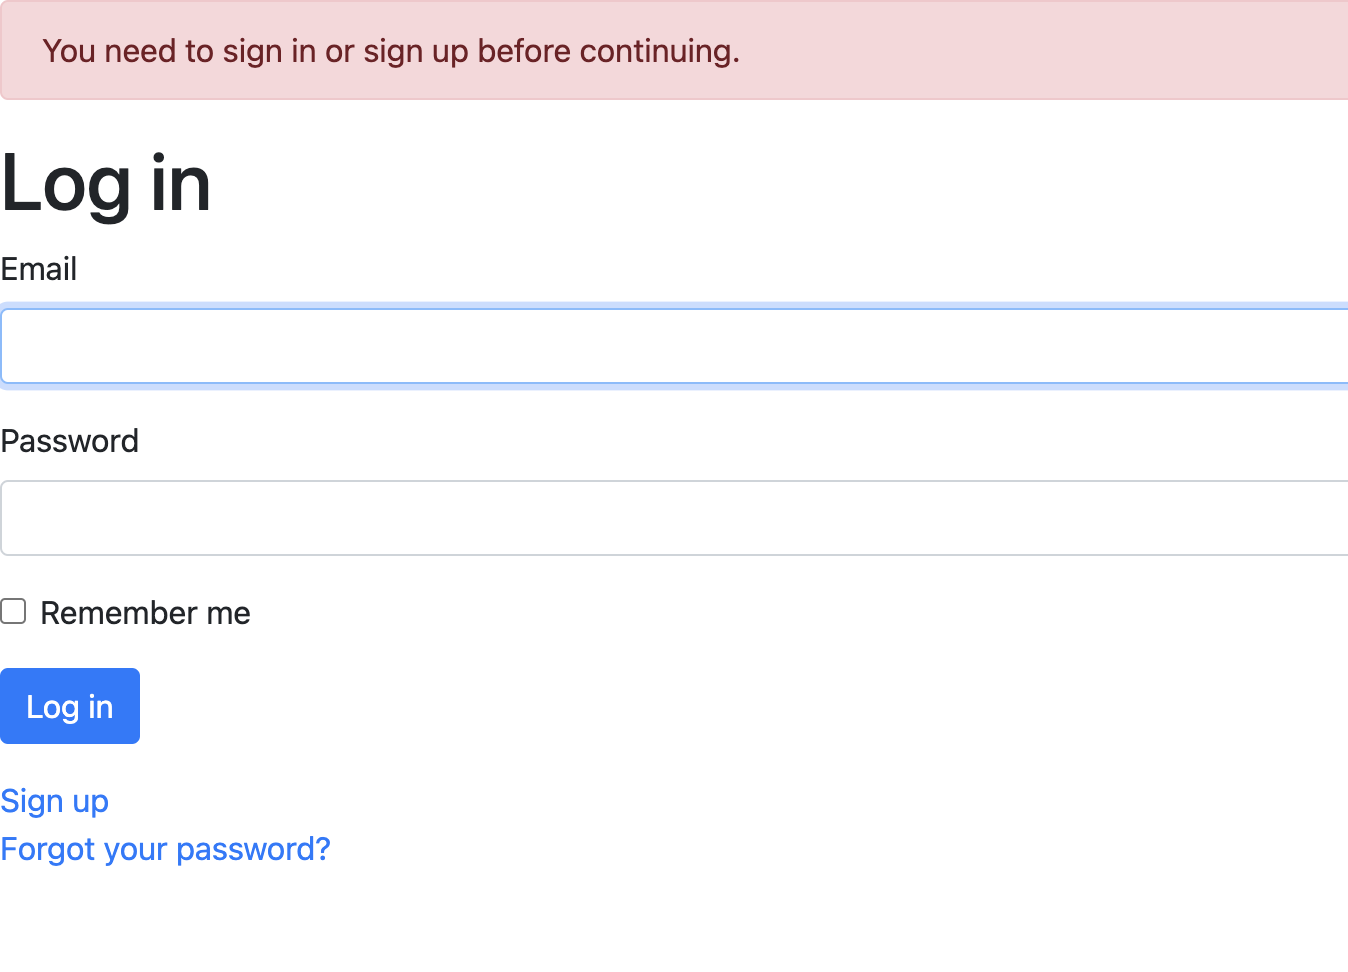 You need to sign in or sign up before continuing.
Log in
Email
Password
Remember me
Log in
Sign up
Forgot your password?